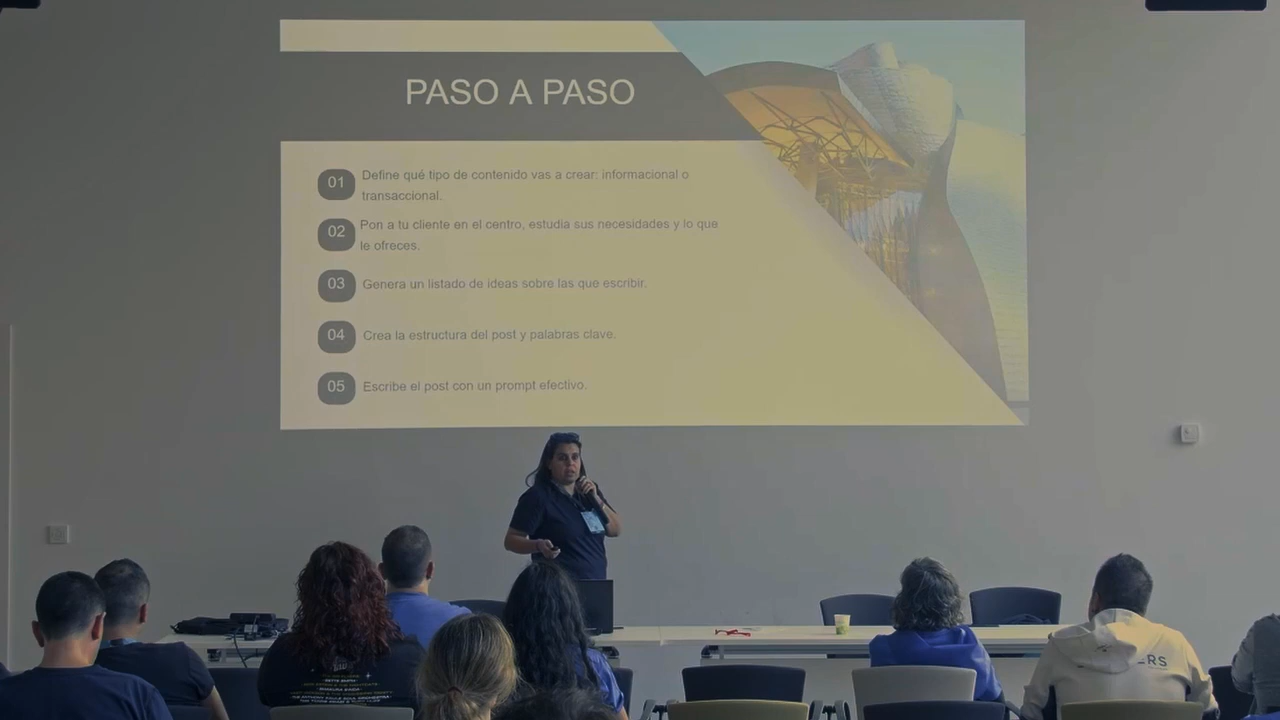 PASO A PASO
01 Define qué tipo de contenido vas a crear: informacional o
transaccional.
02 Pon a tu cliente en el centro, estudia sus necesidades y lo que
le ofreces.
03 Genera un listado de ideas sobre las que escribir.
04 Crea la estructura del post y palabras clave.
05 Escribe el post con un prompt efectivo.
ERS